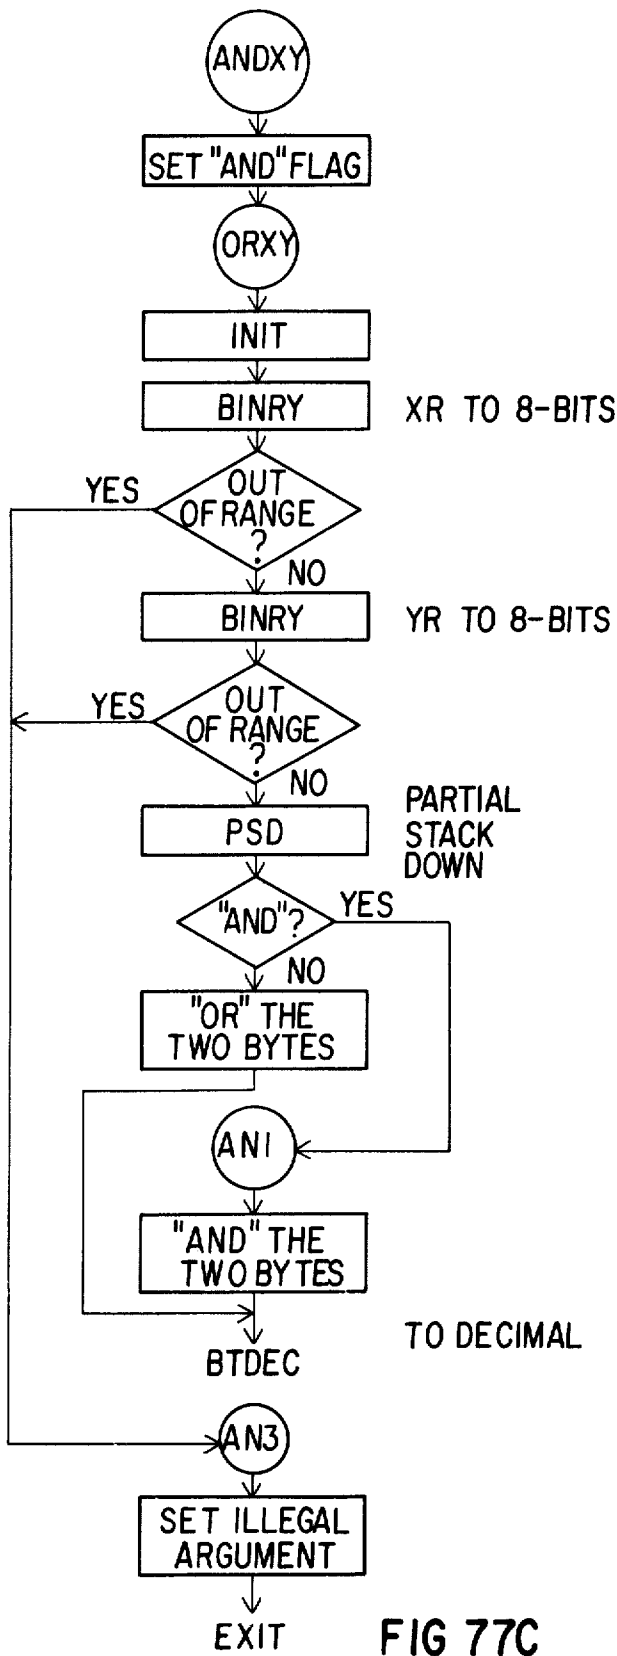 ANDXY
SET "AND" FLAG
ORXY
INIT
BINRY
XR TO 8-BITS
OUT
OF RANGE
?
YES
NO
BINRY
YR TO 8-BITS
OUT
OF RANGE
?
YES
NO
PSD
PARTIAL
STACK
DOWN
"AND"?
YES
NO
"OR" THE
TWO BYTES
AN1
"AND" THE
TWO BYTES
TO DECIMAL
BTDEC
AN3
SET ILLEGAL
ARGUMENT
EXIT
FIG 77C